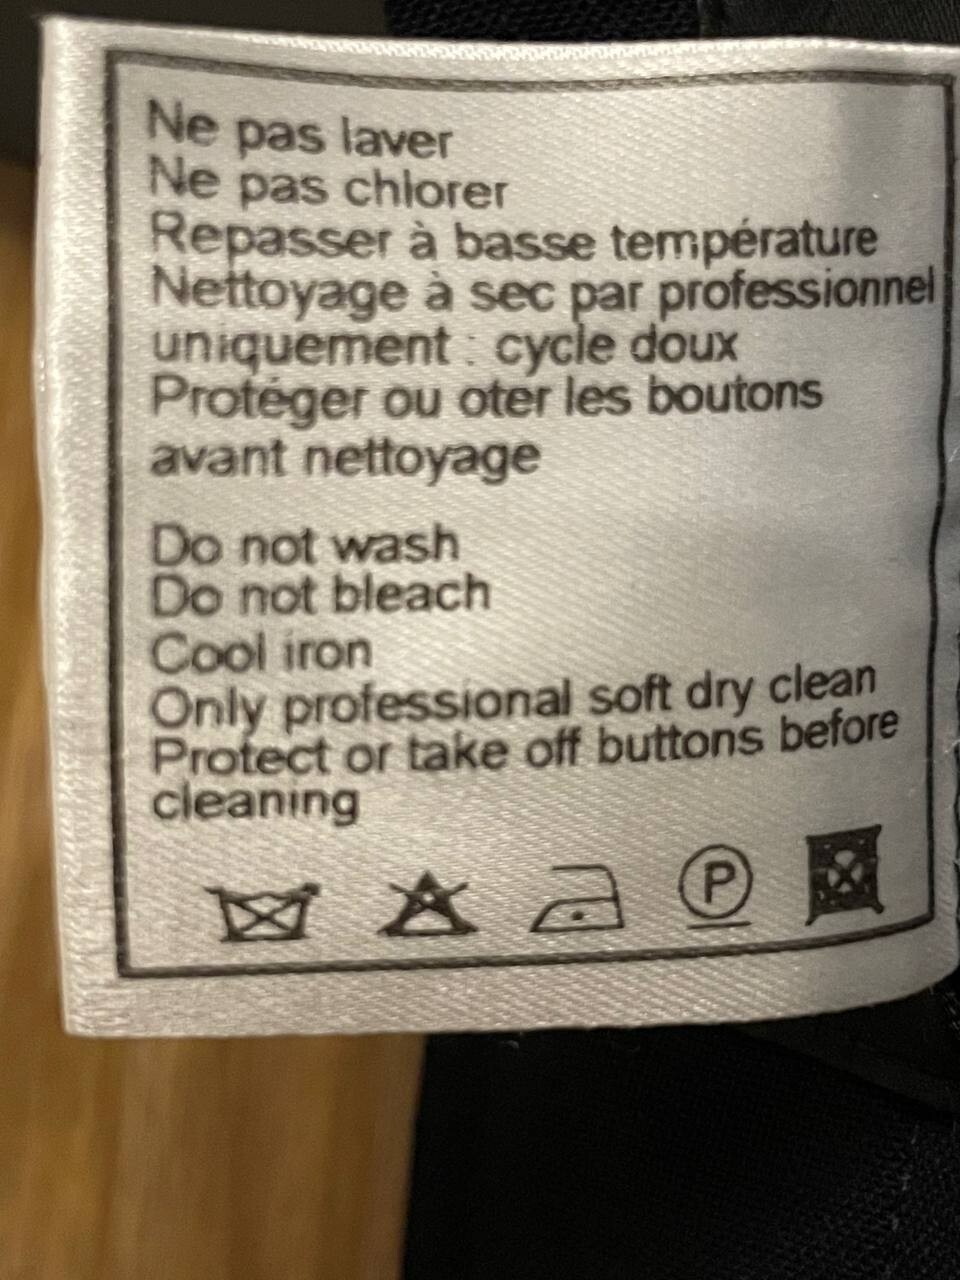 Ne pas laver
Ne pas chlorer
Repasser à basse température
Nettoyage à sec par professionnel
uniquement : cycle doux
Protéger ou oter les boutons
avant nettoyage
Do not wash
Do not bleach
Cool iron
Only professional soft dry clean
Protect or take off buttons before
cleaning
P